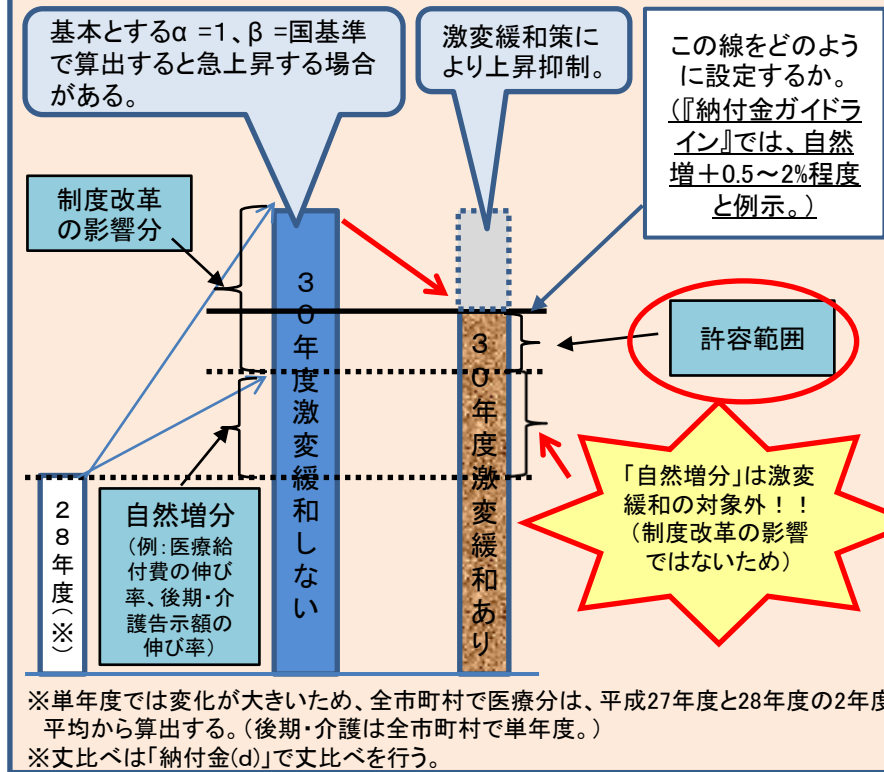 基本とするα =1、β =国基準
で算出すると急上昇する場合
がある。
激変緩和策に
より上昇抑制。
この線をどのよう
に設定するか。
(『納付金ガイドラ
イン』では、自然
増＋0.5～2%程度
と例示。)
制度改革
の影響分
許容範囲
３０年度激変緩和しない
３０年度激変緩和あり
「自然増分」は激変
緩和の対象外！！
(制度改革の影響
ではないため)
２８年度(※)
自然増分
(例：医療給
付費の伸び
率、後期・介
護告示額の
伸び率)
※単年度では変化が大きいため、全市町村で医療分は、平成27年度と28年度の2年度
平均から算出する。(後期・介護は全市町村で単年度。)
※丈比べは「納付金(d)」で丈比べを行う。